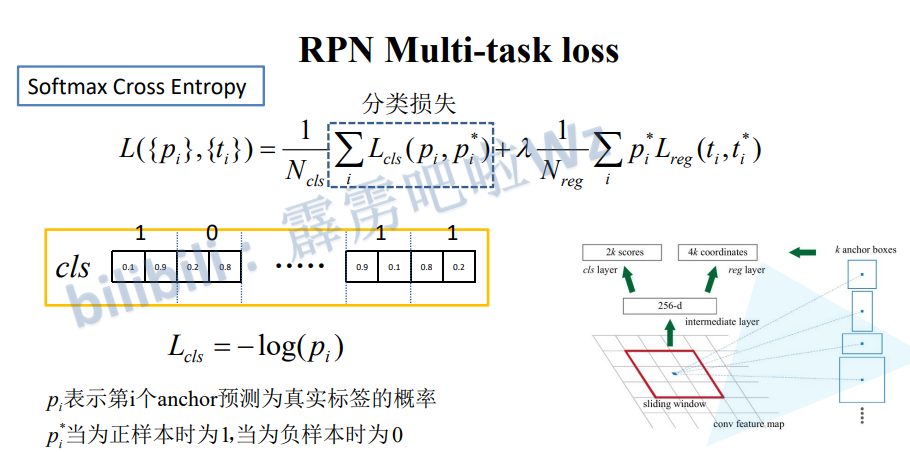 RPN Multi-task loss
Softmax Cross Entropy
分类损失
L({p_i},{t_i}) = \frac{1}{N_{cls}} \sum_i L_{cls}(p_i, p_i^*) + λ \frac{1}{N_{reg}} \sum_i p_i^* L_{reg}(t_i, t_i^*)
1 0 1 1
cls 0.1 0.9 0.2 0.8 ····· 0.9 0.1 0.8 0.2
L_{cls} = -log(p_i)
p_i表示第i个anchor预测为真实标签的概率
p_i^*当为正样本时为1,当为负样本时为0
2k scores
4k coordinates
k anchor boxes
cls layer
reg layer
256-d
intermediate layer
sliding window
conv feature map
bilibili: 霹雳吧啦Wz